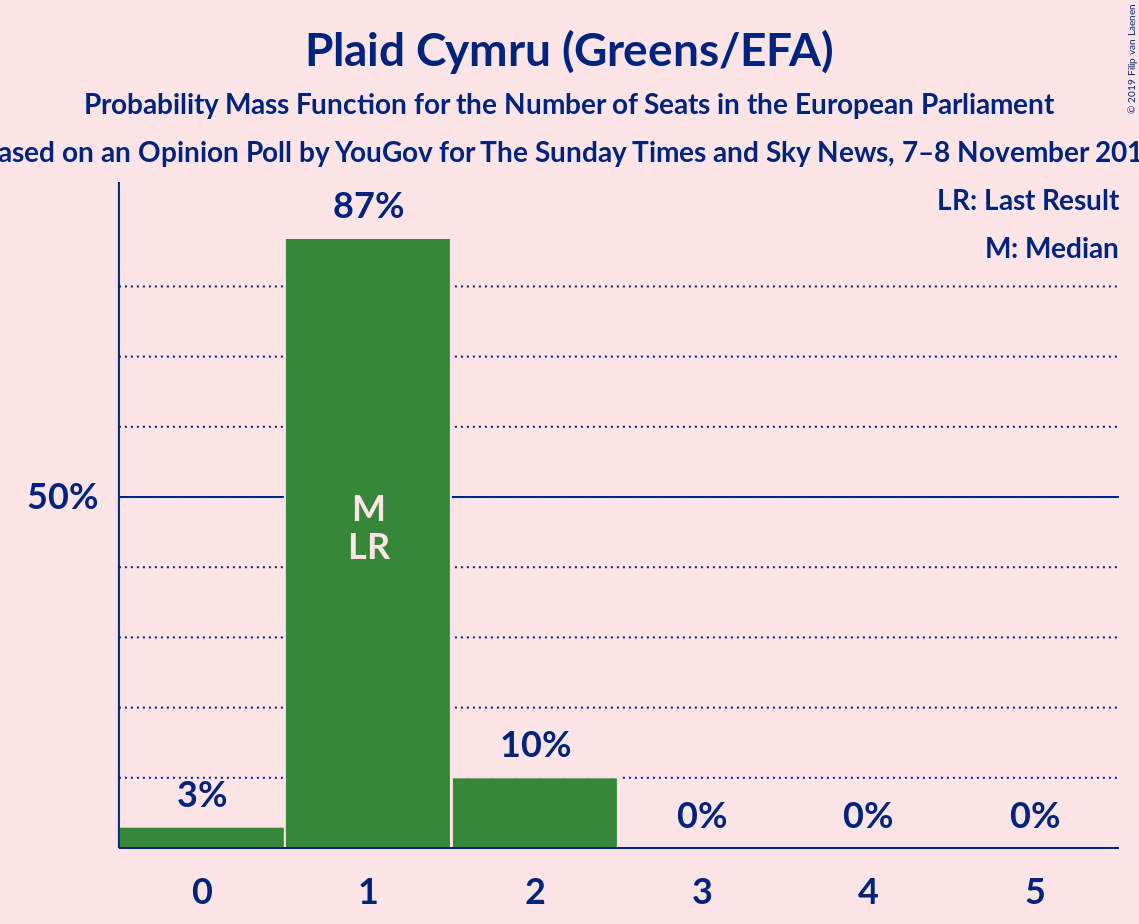 Plaid Cymru (Greens/EFA)
Probability Mass Function for the Number of Seats in the European Parliament
ased on an Opinion Poll by YouGov for The Sunday Times and Sky News, 7–8 November 201
© 2019 Filip van Laenen
LR: Last Result
M: Median
87%
50%
M
LR
10%
3%
0%
0%
0%
0
1
2
3
4
5